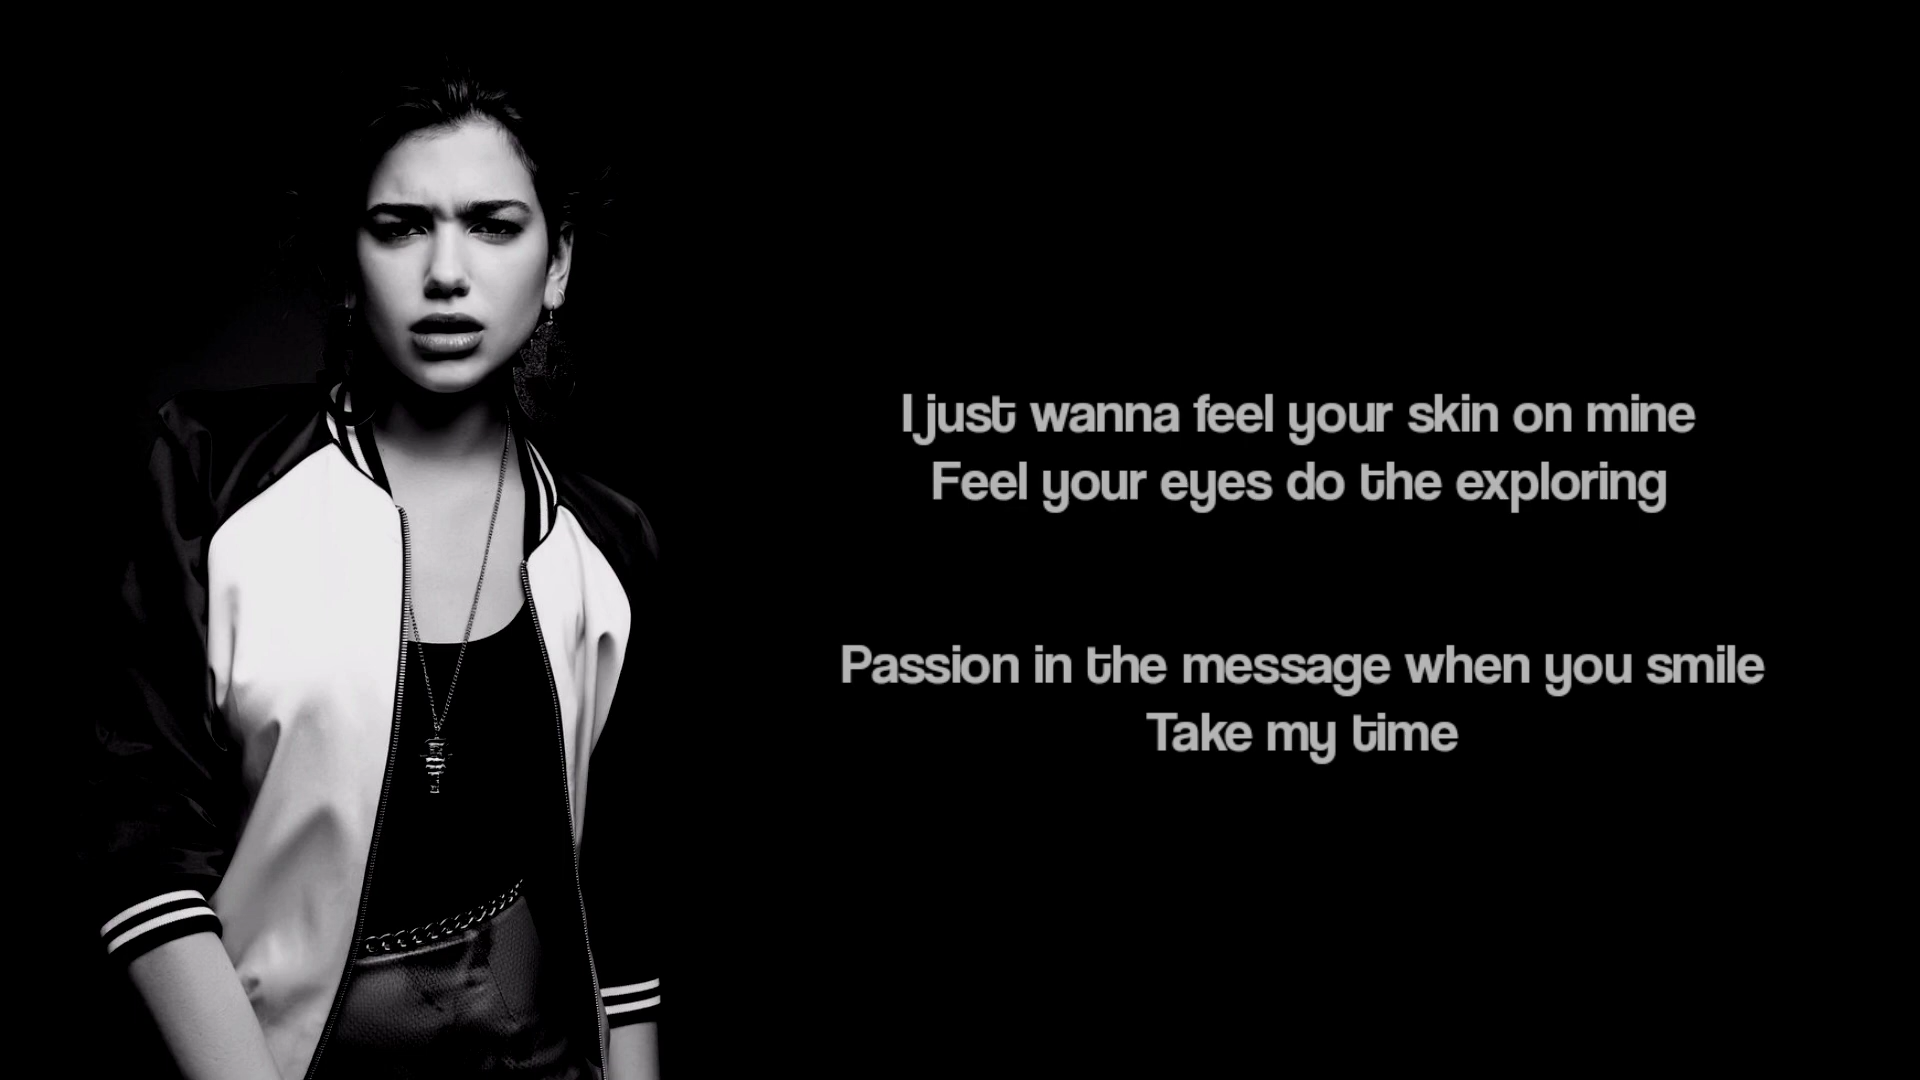 I just wanna feel your skin on mine
Feel your eyes do the exploring
Passion in the message when you smile
Take my time